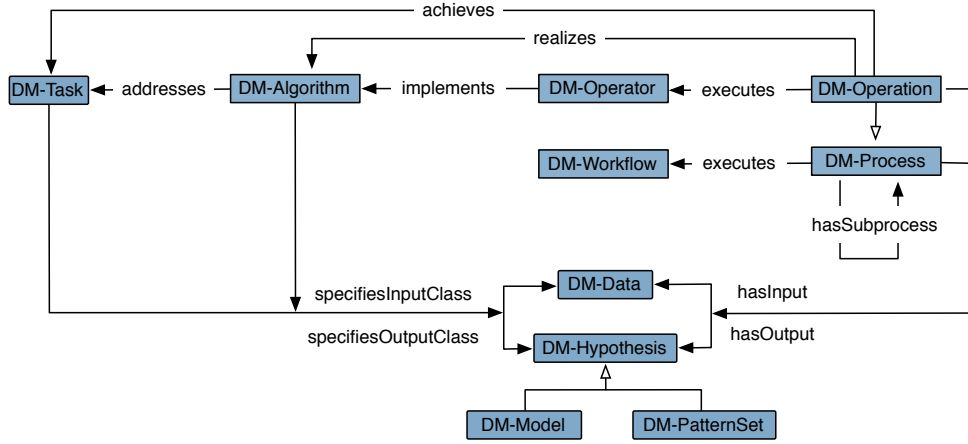 achieves
realizes
DM-Task
addresses
DM-Algorithm
implements
DM-Operator
executes
DM-Operation
DM-Workflow
executes
DM-Process
hasSubprocess
specifiesInputClass
DM-Data
hasInput
specifiesOutputClass
DM-Hypothesis
hasOutput
DM-Model
DM-PatternSet